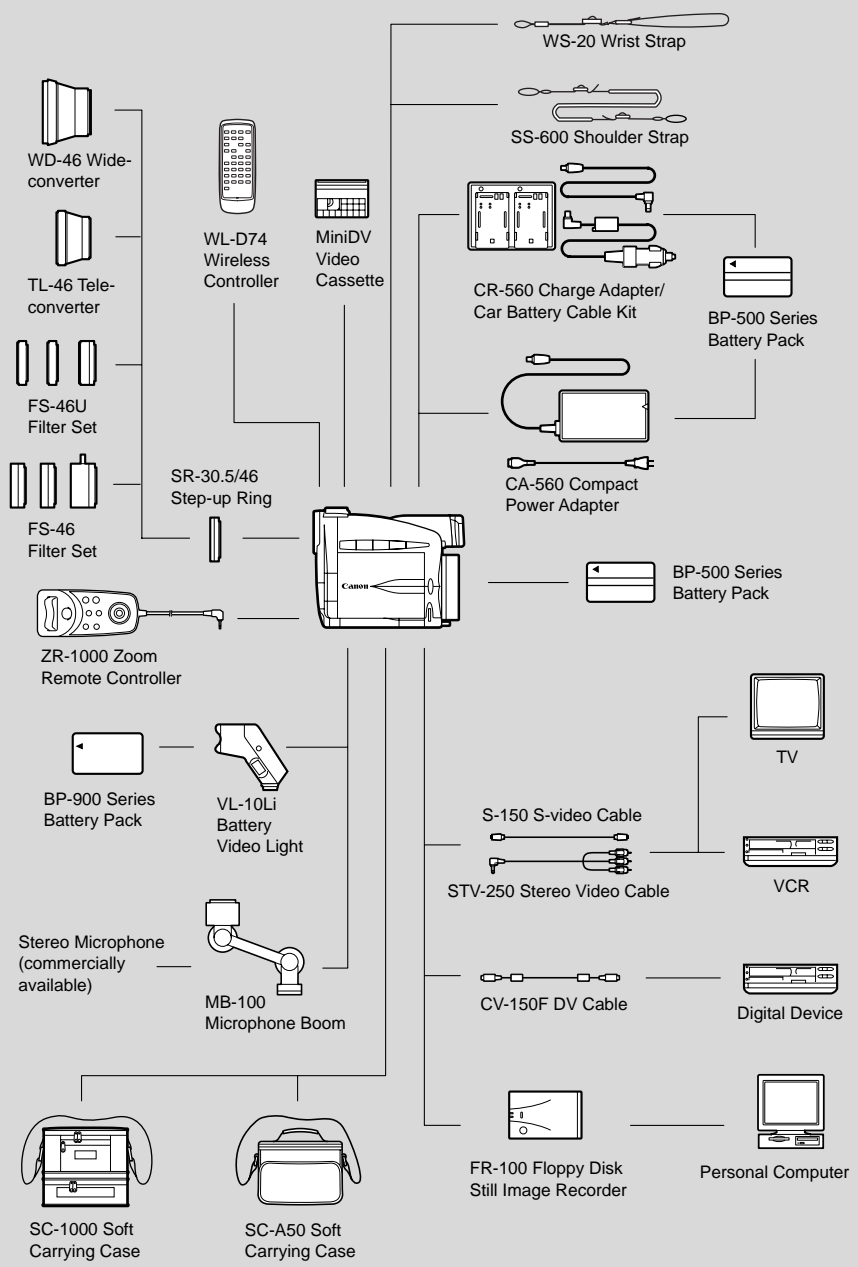 WS-20 Wrist Strap
SS-600 Shoulder Strap
WD-46 Wide-
converter
WL-D74
Wireless
Controller
MiniDV
Video
Cassette
TL-46 Tele-
converter
CR-560 Charge Adapter/
Car Battery Cable Kit
BP-500 Series
Battery Pack
FS-46U
Filter Set
CA-560 Compact
Power Adapter
SR-30.5/46
Step-up Ring
FS-46
Filter Set
Canon
BP-500 Series
Battery Pack
ZR-1000 Zoom
Remote Controller
TV
BP-900 Series
Battery Pack
VL-10Li
Battery
Video Light
S-150 S-video Cable
STV-250 Stereo Video Cable
VCR
Stereo Microphone
(commercially
available)
MB-100
Microphone Boom
CV-150F DV Cable
Digital Device
FR-100 Floppy Disk
Still Image Recorder
Personal Computer
SC-1000 Soft
Carrying Case
SC-A50 Soft
Carrying Case